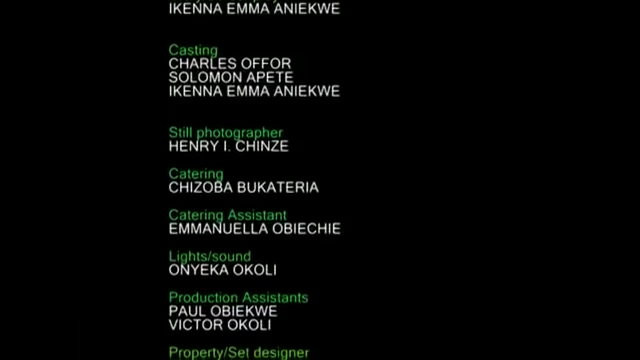 IKENNA EMMA ANIEKWE
Casting
CHARLES OFFOR
SOLOMON APETE
IKENNA EMMA ANIEKWE
Still photographer
HENRY I. CHINZE
Catering
CHIZOBA BUKATERIA
Catering Assistant
EMMANUELLA OBIECHIE
Lights/sound
ONYEKA OKOLI
Production Assistants
PAUL OBIEKWE
VICTOR OKOLI
Property/Set designer